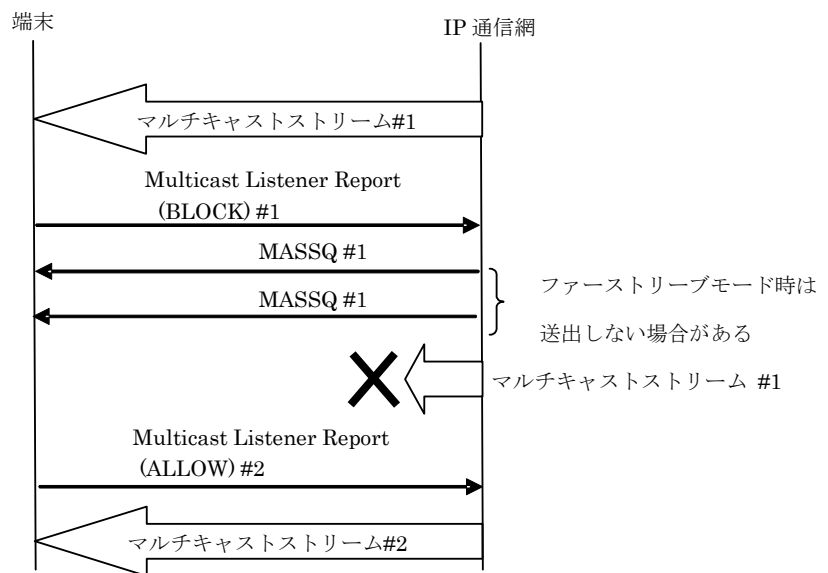 端末
IP 通信網
マルチキャストストリーム#1
Multicast Listener Report
(BLOCK) #1
MASSQ #1
MASSQ #1
ファーストリーブモード時は
送出しない場合がある
マルチキャストストリーム #1
Multicast Listener Report
(ALLOW) #2
マルチキャストストリーム#2